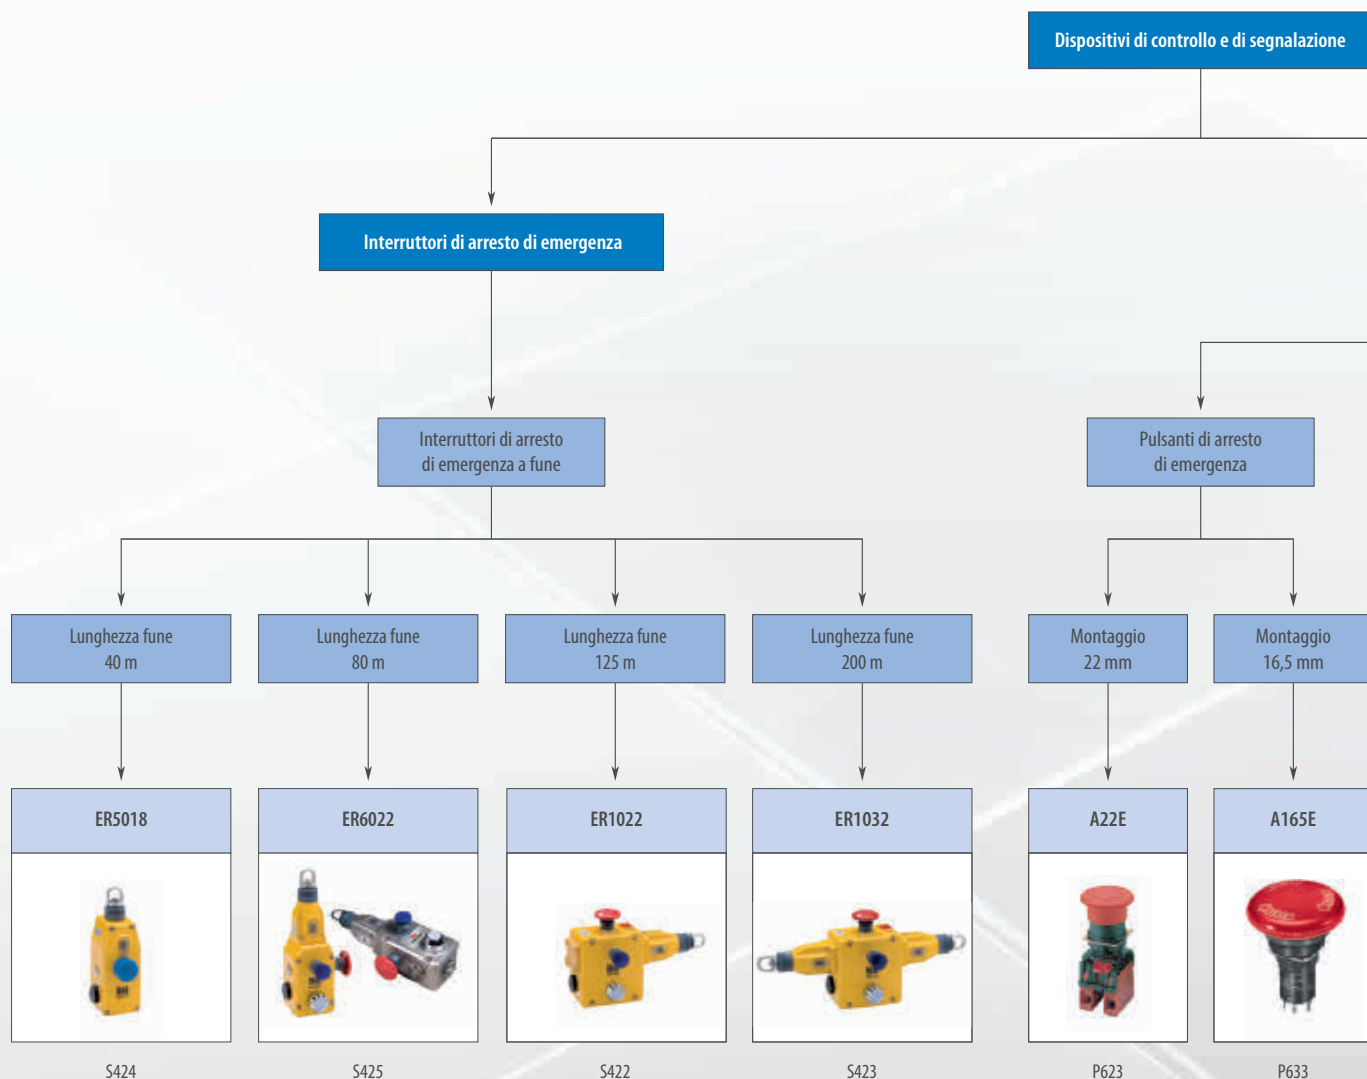 Dispositivi di controllo e di segnalazione
Interruttori di arresto di emergenza
Interruttori di arresto
di emergenza a fune
Pulsanti di arresto
di emergenza
Lunghezza fune
40 m
Lunghezza fune
80 m
Lunghezza fune
125 m
Lunghezza fune
200 m
Montaggio
22 mm
Montaggio
16,5 mm
ER5018
ER6022
ER1022
ER1032
A22E
A165E
S424
S425
S422
S423
P623
P633